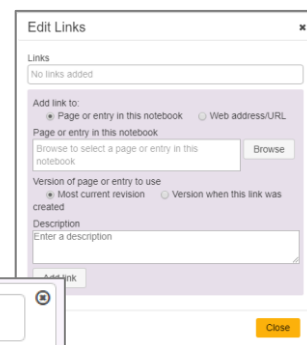 Edit Links
Links
No links added
Add link to:
Page or entry in this notebook Web address/URL
Page or entry in this notebook
Browse to select a page or entry in this
notebook
Browse
Version of page or entry to use
Most current revision Version when this link was
created
Description
Enter a description
Add link
Close